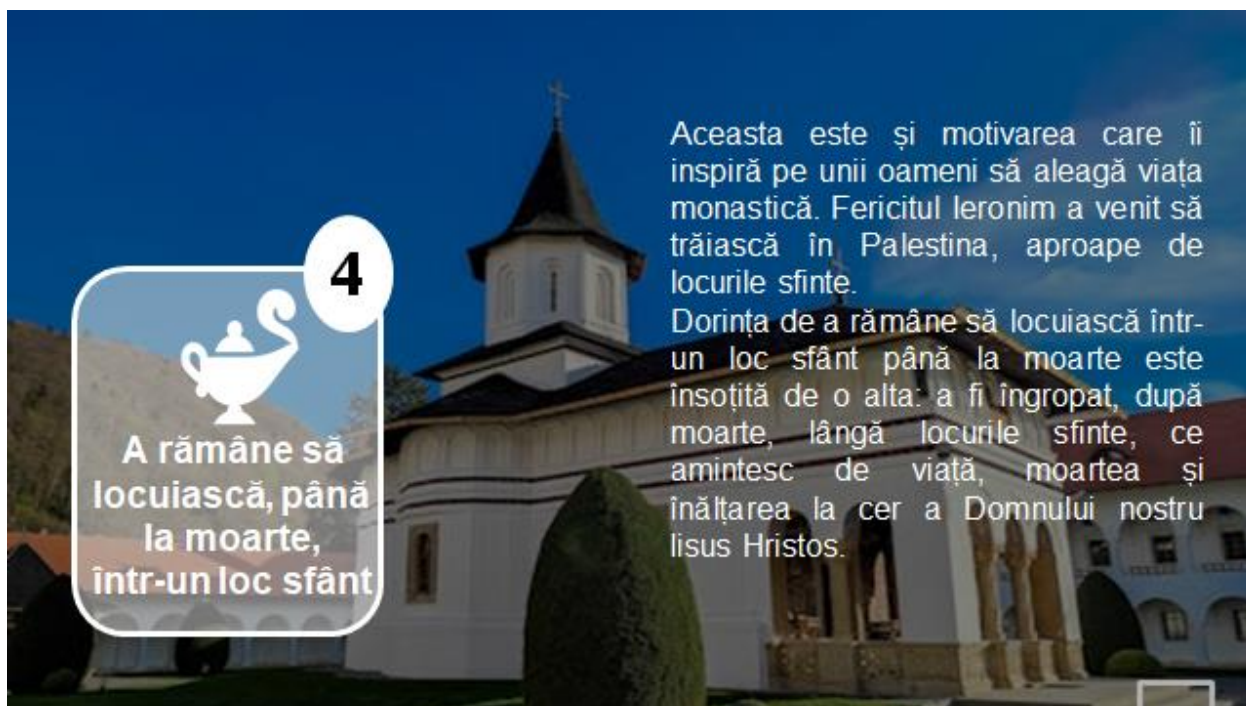 4
A rămâne să
locuiască, până
la moarte,
într-un loc sfânt
Aceasta este și motivarea care îi
inspiră pe unii oameni să aleagă viața
monastică. Fericitul Ieronim a venit să
trăiască în Palestina, aproape de
locurile sfinte.
Dorința de a rămâne să locuiască într-
un loc sfânt până la moarte este
însoțită de o alta: a fi îngropat, după
moarte, lângă locurile sfinte, ce
amintesc de viață, moartea și
înălțarea la cer a Domnului nostru
Iisus Hristos.